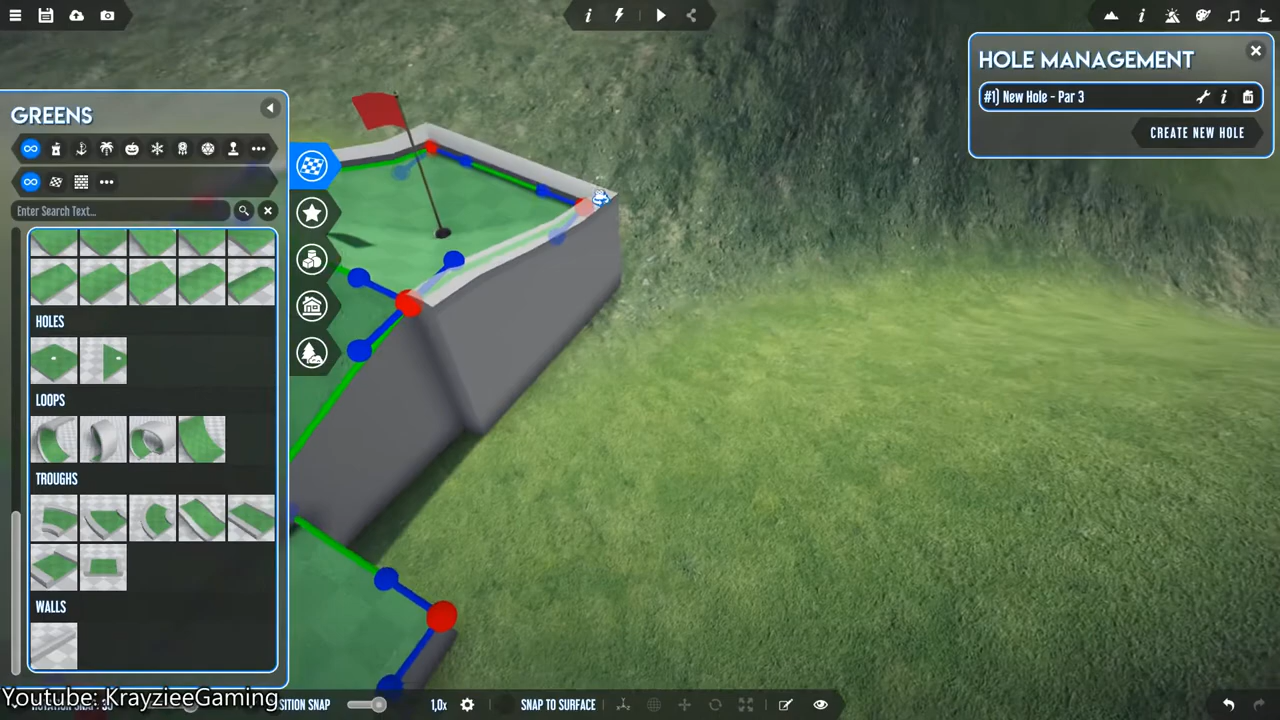 HOLE MANAGEMENT
#1) New Hole - Par 3
CREATE NEW HOLE
GREENS
Enter Search Text...
HOLES
LOOPS
TROUGHS
WALLS
Youtube: KrayzieeGaming
SITION SNAP
1,0x
SNAP TO SURFACE